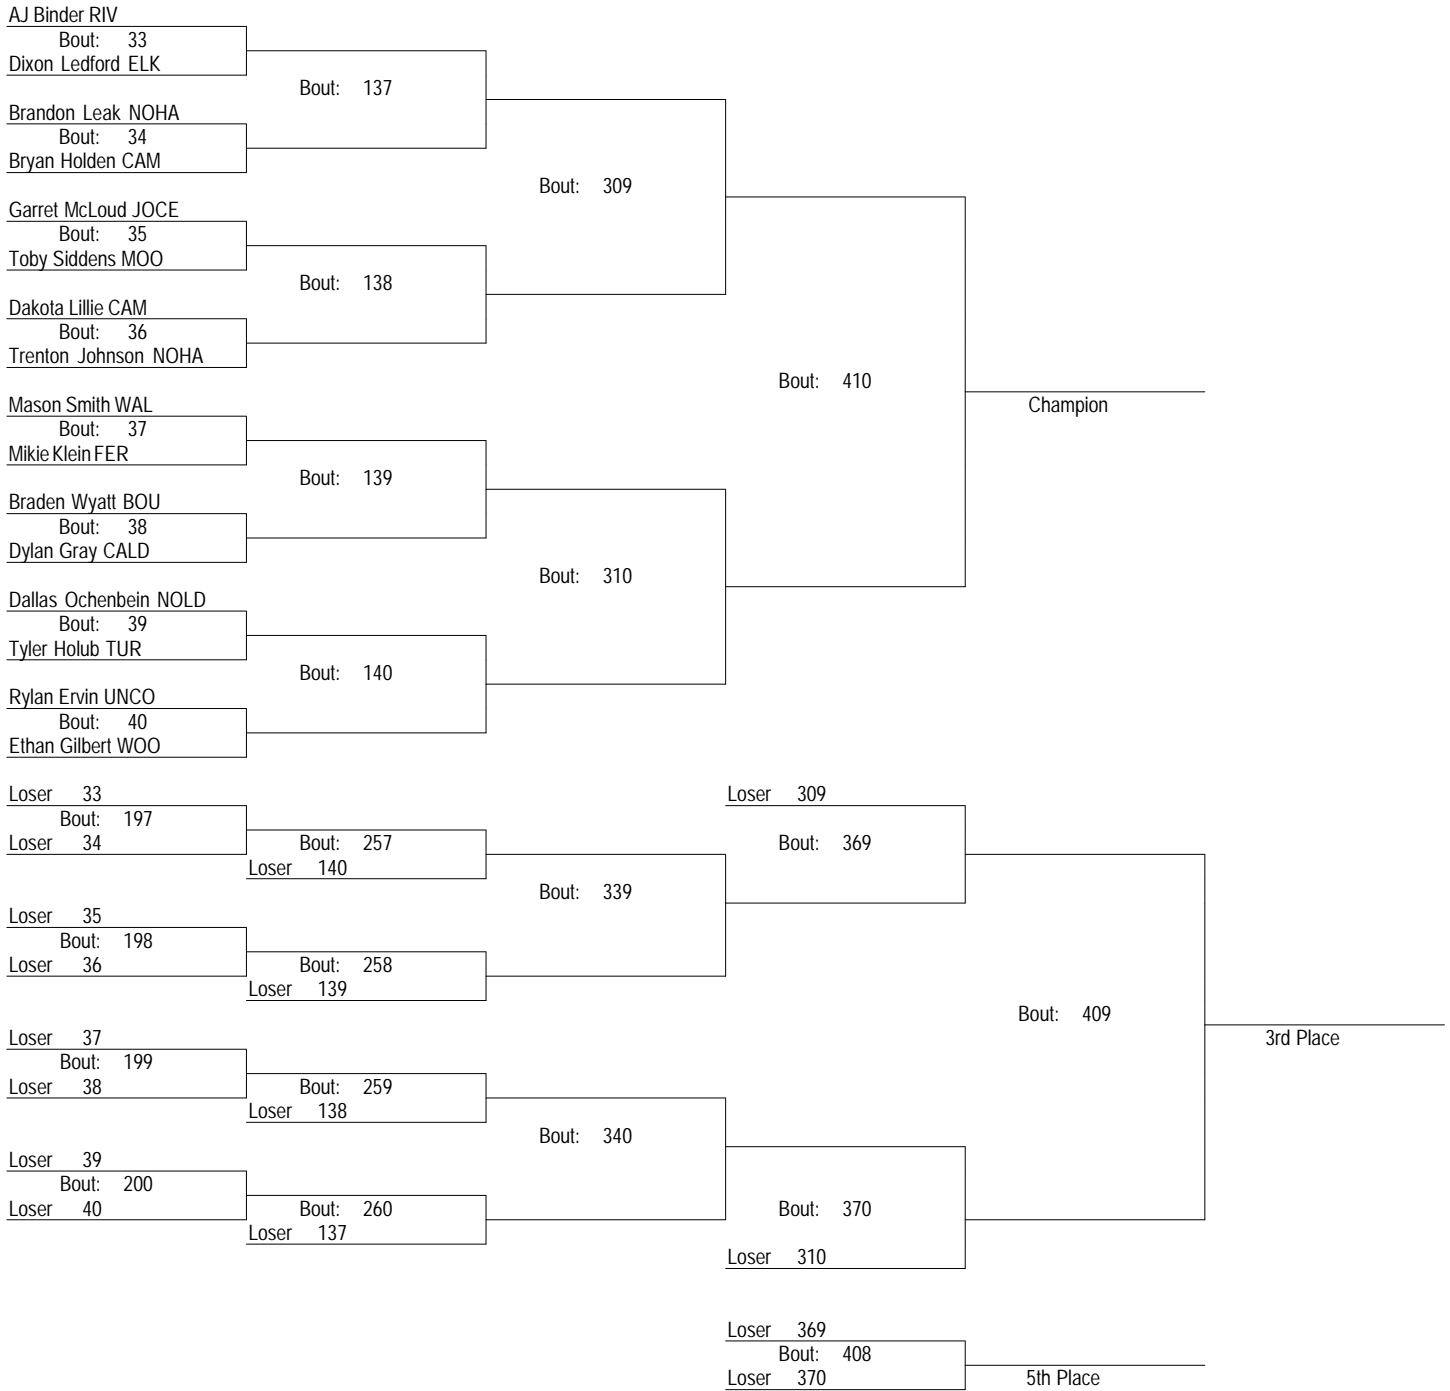 AJ Binder RIV
Bout: 33
Dixon Ledford ELK
Bout: 137
Brandon Leak NOHA
Bout: 34
Bryan Holden CAM
Bout: 309
Garret McLoud JOCE
Bout: 35
Toby Siddens MOO
Bout: 138
Dakota Lillie CAM
Bout: 36
Trenton Johnson NOHA
Bout: 410
Champion
Mason Smith WAL
Bout: 37
Mikie Klein FER
Bout: 139
Braden Wyatt BOU
Bout: 38
Dylan Gray CALD
Bout: 310
Dallas Ochenbein NOLD
Bout: 39
Tyler Holub TUR
Bout: 140
Rylan Ervin UNCO
Bout: 40
Ethan Gilbert WOO
Loser 33
Bout: 197
Loser 34
Bout: 257
Loser 140
Loser 309
Bout: 369
Bout: 339
Loser 35
Bout: 198
Loser 36
Bout: 258
Loser 139
Bout: 409
3rd Place
Loser 37
Bout: 199
Loser 38
Bout: 259
Loser 138
Bout: 340
Loser 39
Bout: 200
Loser 40
Bout: 260
Loser 137
Bout: 370
Loser 310
Loser 369
Bout: 408
Loser 370
5th Place